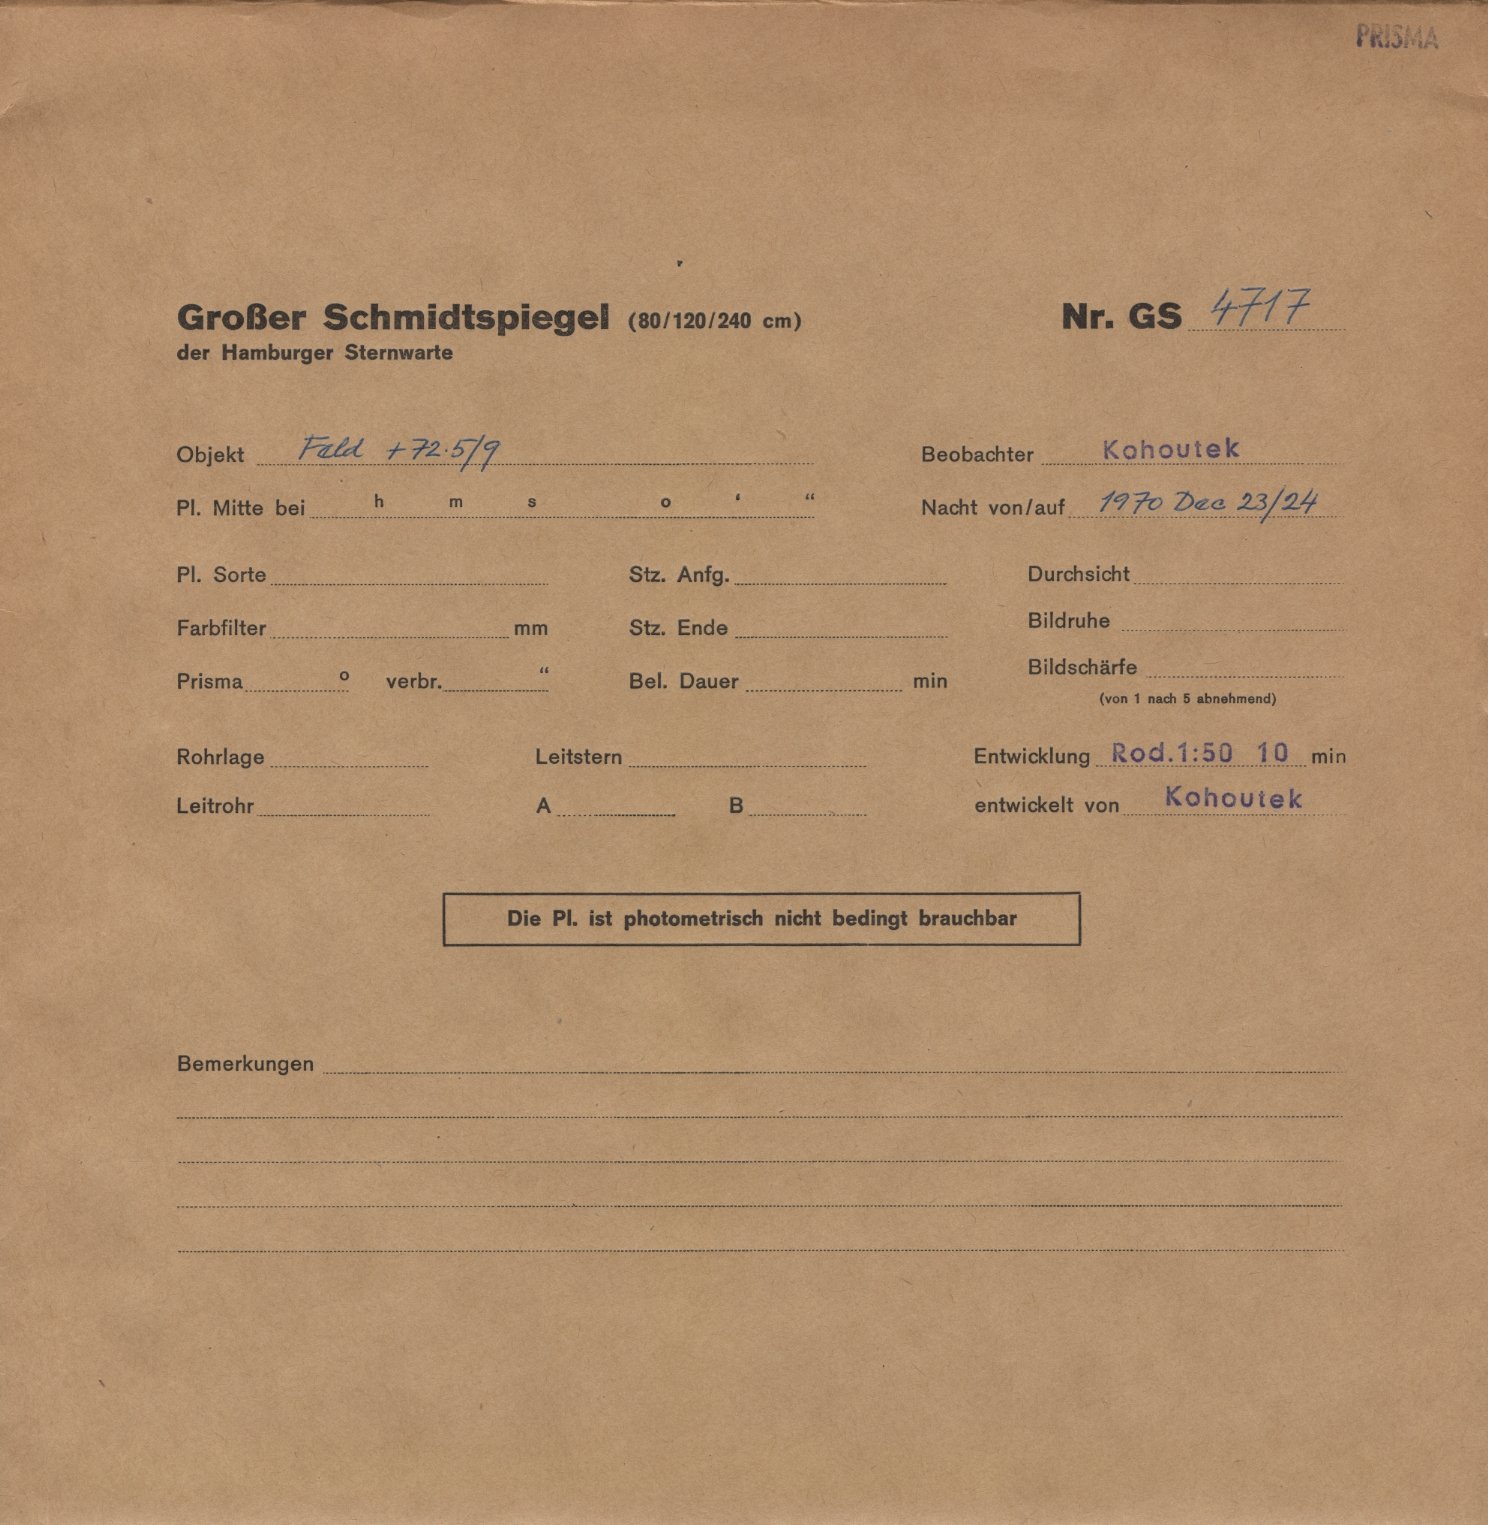 PRISMA
Großer Schmidtspiegel (80/120/240 cm) Nr. GS 4717
der Hamburger Sternwarte
Objekt Feld +72.5/9 Beobachter Kohoutek
Pl. Mitte bei h m s o ‘ “ Nacht von/auf 1970 Dec 23/24
Pl. Sorte Stz. Anfg. Durchsicht
Farbfilter mm Stz. Ende Bildruhe
Prisma o verbr. “ Bel. Dauer min Bildschärfe
(von 1 nach 5 abnehmend)
Rohrlage Leitstern Entwicklung Rod.1:50 10 min
Leitrohr A B entwickelt von Kohoutek
Die Pl. ist photometrisch nicht bedingt brauchbar
Bemerkungen